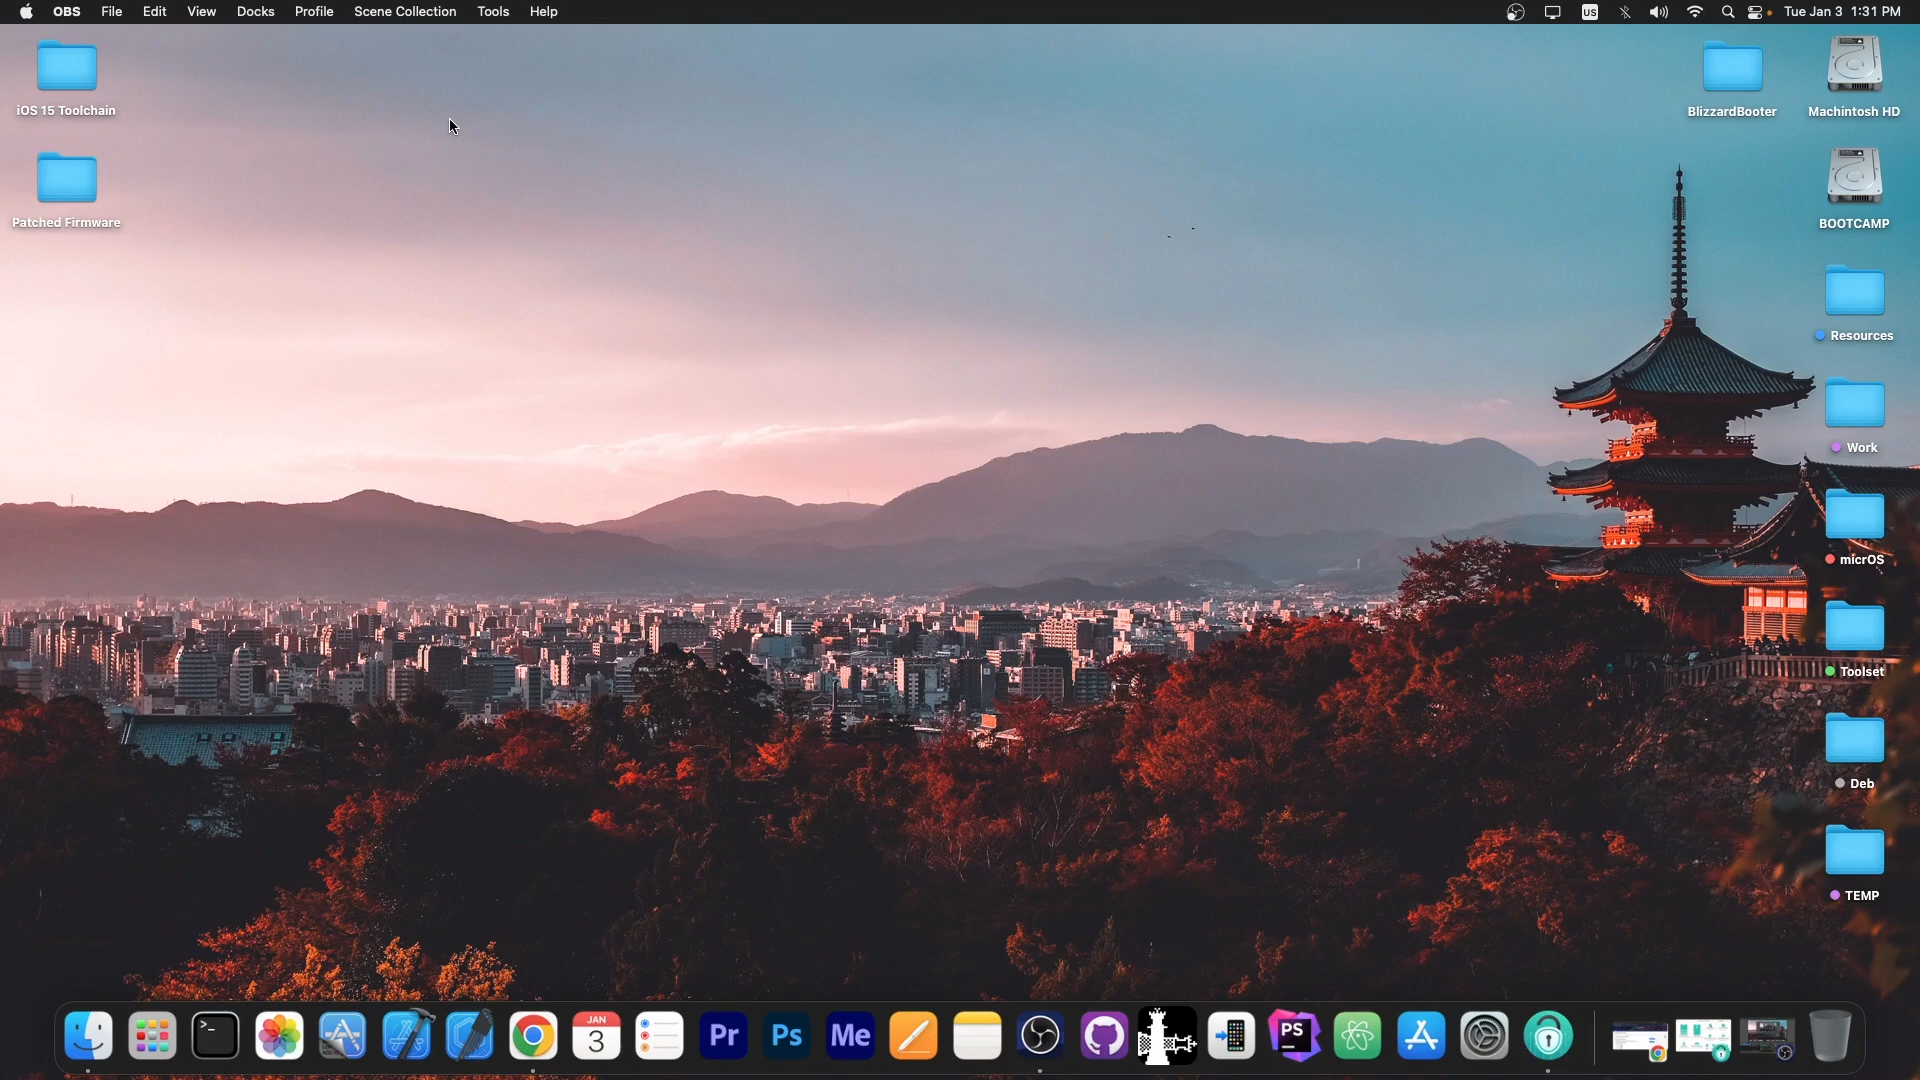 OBS File Edit View Docks Profile Scene Collection Tools Help US Tue Jan 3 1:31 PM
iOS 15 Toolchain
BlizzardBooter
Machintosh HD
Patched Firmware
BOOTCAMP
Resources
Work
micrOS
Toolset
Deb
TEMP
>_
JAN
3
Pr
Ps
Me
PS